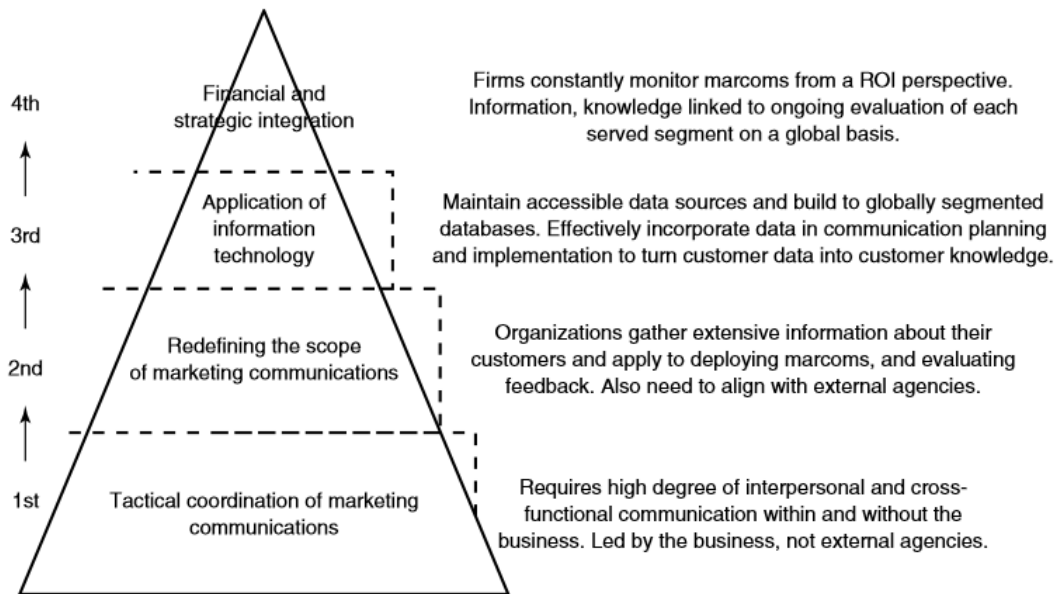 4th
Financial and
strategic integration
Firms constantly monitor marcoms from a ROI perspective.
Information, knowledge linked to ongoing evaluation of each
served segment on a global basis.
3rd
Application of
information
technology
Maintain accessible data sources and build to globally segmented
databases. Effectively incorporate data in communication planning
and implementation to turn customer data into customer knowledge.
2nd
Redefining the scope
of marketing communications
Organizations gather extensive information about their
customers and apply to deploying marcoms, and evaluating
feedback. Also need to align with external agencies.
1st
Tactical coordination of marketing
communications
Requires high degree of interpersonal and cross-
functional communication within and without the
business. Led by the business, not external agencies.